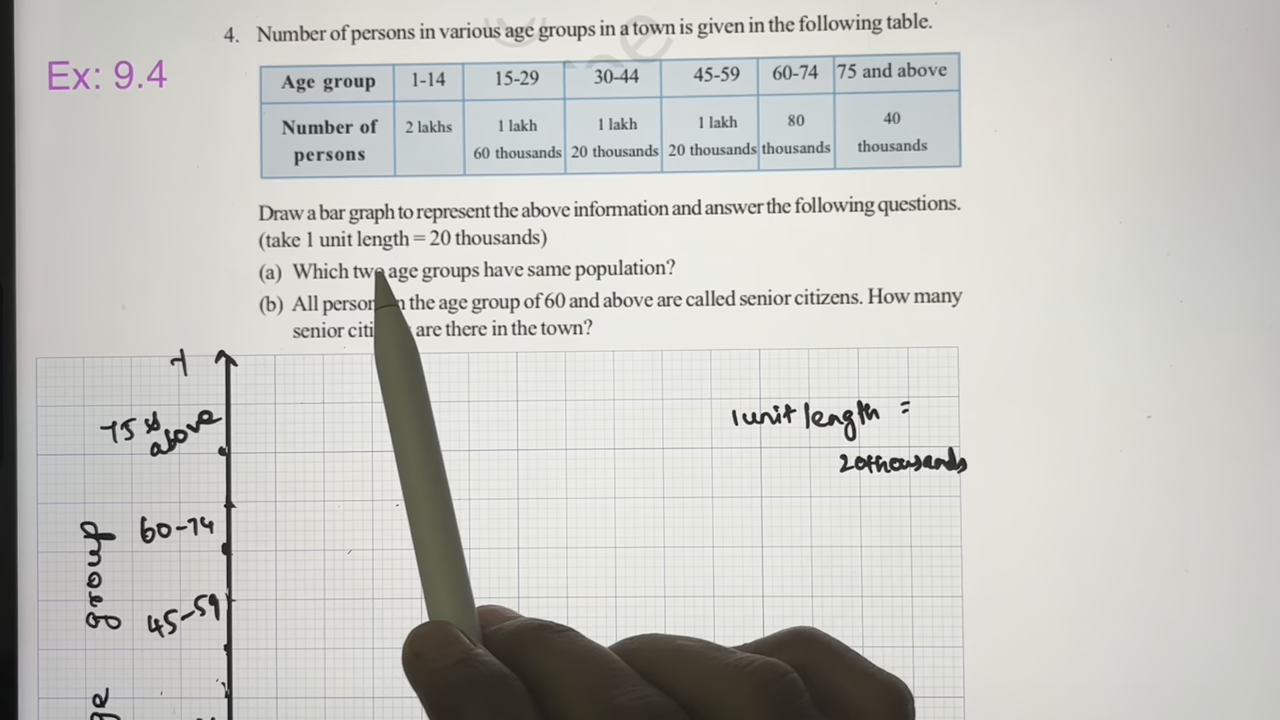 4. Number of persons in various age groups in a town is given in the following table.
Ex: 9.4
Age group 1-14 15-29 30-44 45-59 60-74 75 and above
Number of persons 2 lakhs 1 lakh 60 thousands 1 lakh 20 thousands 1 lakh 20 thousands 80 thousands 40 thousands
Draw a bar graph to represent the above information and answer the following questions.
(take 1 unit length = 20 thousands)
(a) Which two age groups have same population?
(b) All person the age group of 60 and above are called senior citizens. How many
senior citi are there in the town?
Y
75 &
above
1 unit length =
20thousands
60-74
group
45-59